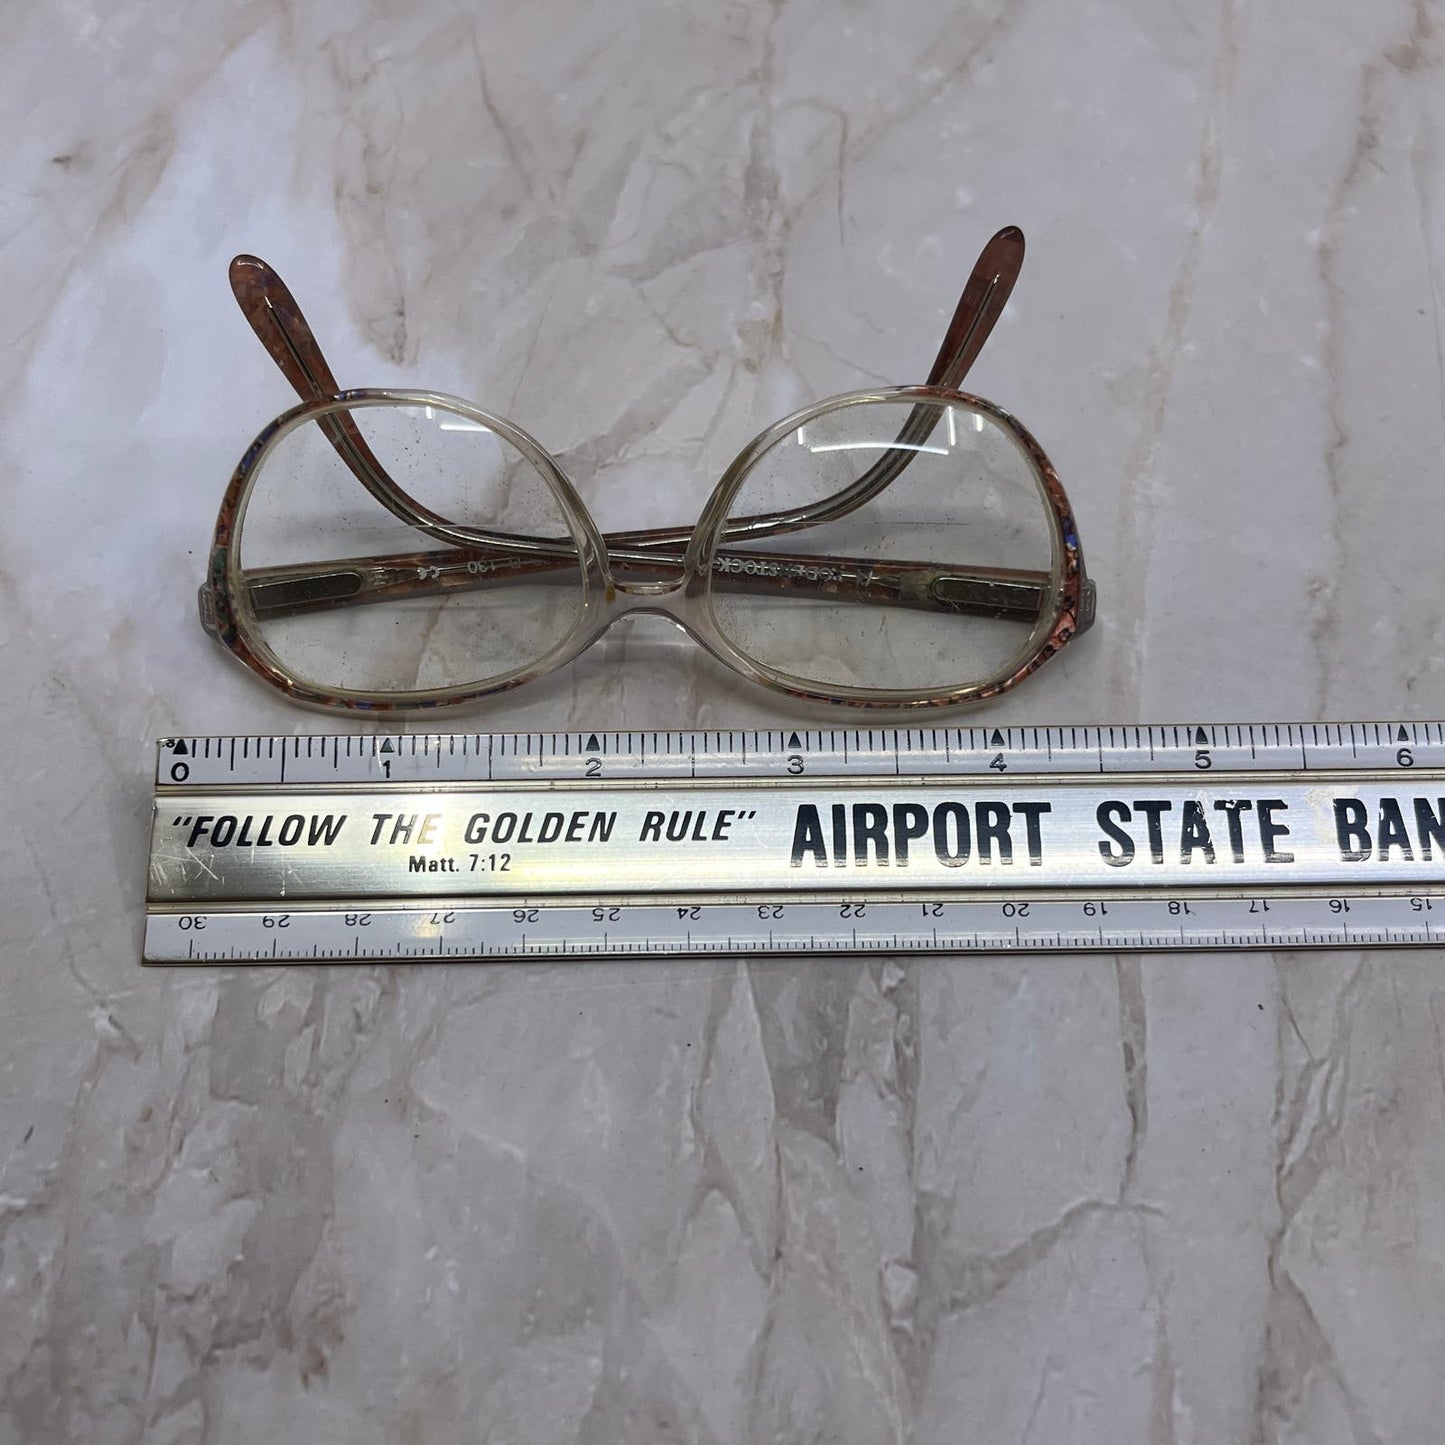 130
0 1 2 3 4 5 6
"FOLLOW THE GOLDEN RULE" AIRPORT STATE BAN
Matt. 7:12
30 29 28 27 26 25 24 23 22 21 20 19 18 17 16 15